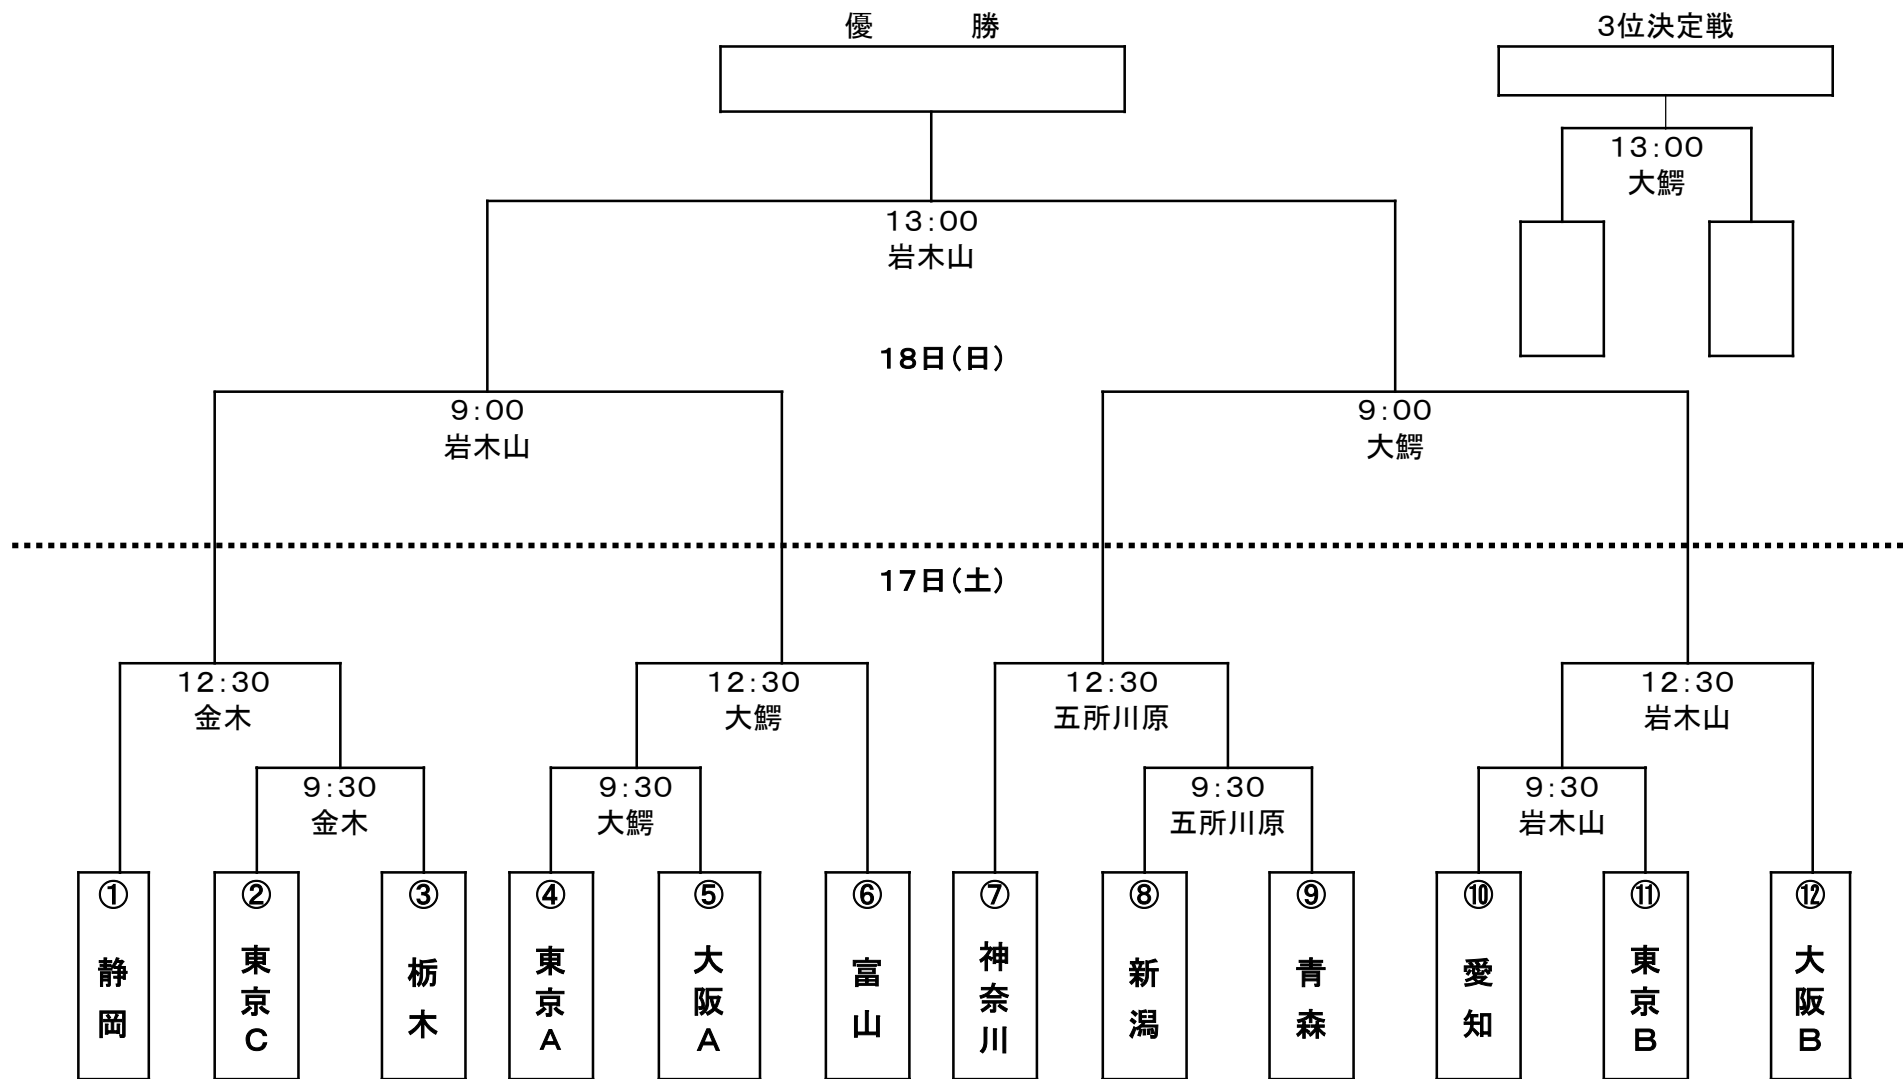 優　勝
3位決定戦
13:00
大鰐
13:00
岩木山
18日(日)
9:00
岩木山
9:00
大鰐
17日(土)
12:30
金木
12:30
大鰐
12:30
五所川原
12:30
岩木山
9:30
金木
9:30
大鰐
9:30
五所川原
9:30
岩木山
① 静岡
② 東京C
③ 栃木
④ 東京A
⑤ 大阪A
⑥ 富山
⑦ 神奈川
⑧ 新潟
⑨ 青森
⑩ 愛知
⑪ 東京B
⑫ 大阪B